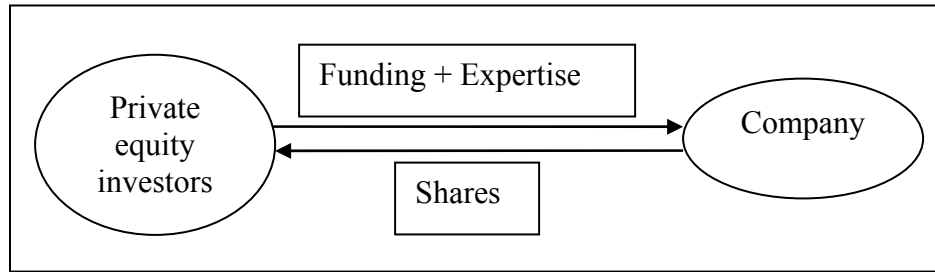 Funding + Expertise
Private
equity
investors
Company
Shares